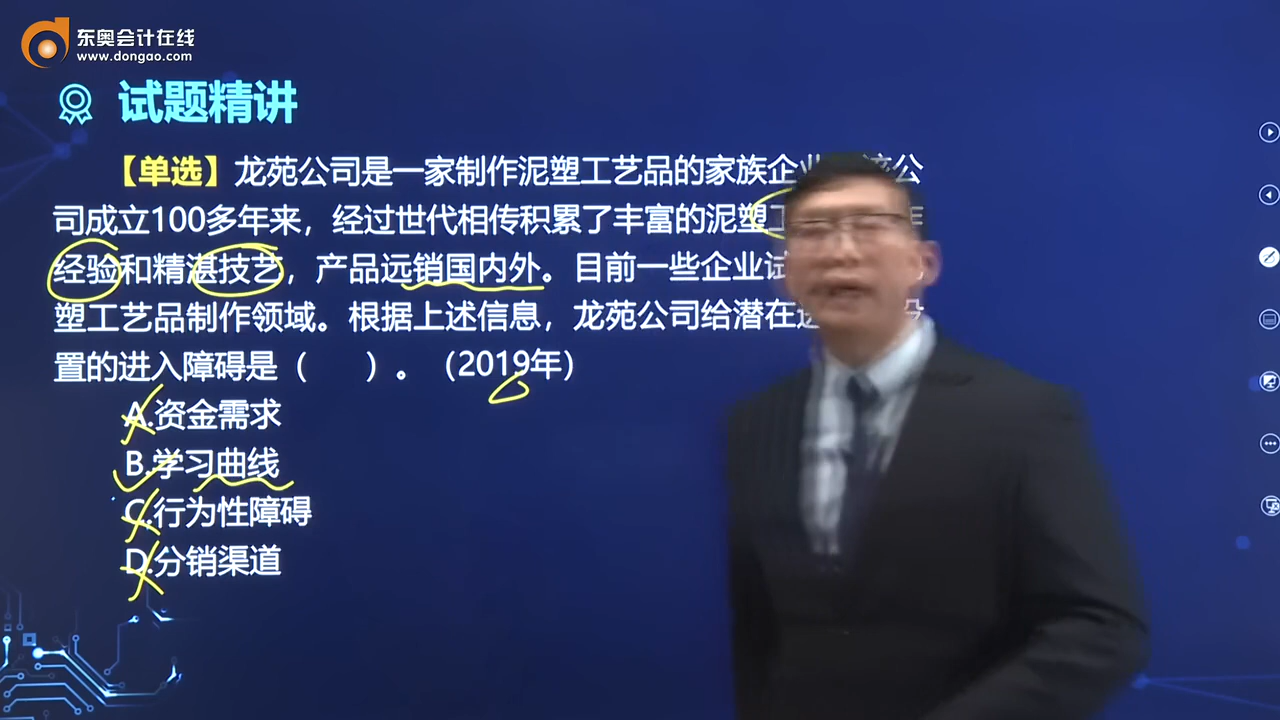 东奥会计在线
www.dongao.com
试题精讲
【单选】龙苑公司是一家制作泥塑工艺品的家族企业 该公
司成立100多年来，经过世代相传积累了丰富的泥塑工
经验和精湛技艺，产品远销国内外。目前一些企业试
塑工艺品制作领域。根据上述信息，龙苑公司给潜在进
置的进入障碍是（ ）。（2019年）
A.资金需求
B.学习曲线
C.行为性障碍
D.分销渠道